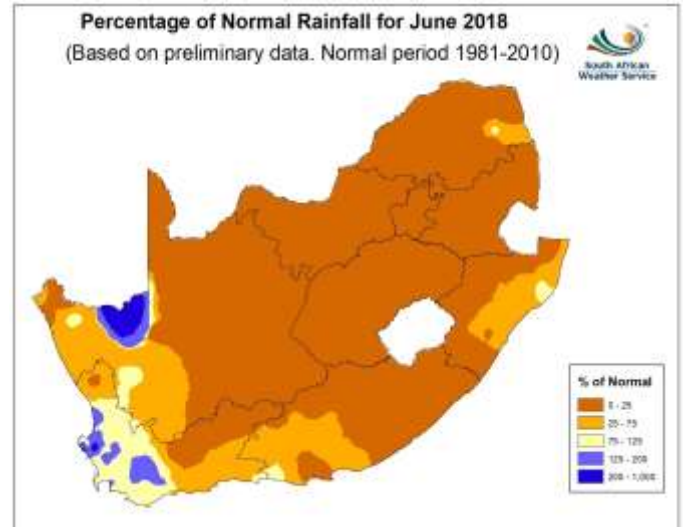 Percentage of Normal Rainfall for June 2018
(Based on preliminary data. Normal period 1981-2010)
South African
Weather Service
% of Normal
0 - 25
25 - 75
75 - 125
125 - 200
200 - 1,000